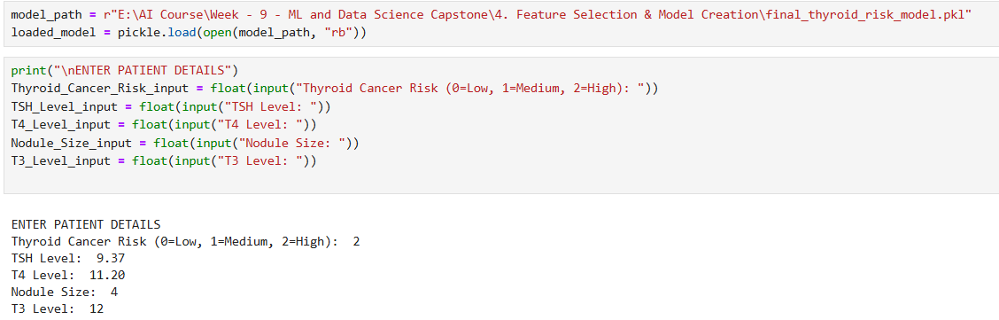 model_path = r"E:\AI Course\Week - 9 - ML and Data Science Capstone\4. Feature Selection & Model Creation\final_thyroid_risk_model.pkl"
loaded_model = pickle.load(open(model_path, "rb"))
print("\nENTER PATIENT DETAILS")
Thyroid_Cancer_Risk_input = float(input("Thyroid Cancer Risk (0=Low, 1=Medium, 2=High): "))
TSH_Level_input = float(input("TSH Level: "))
T4_Level_input = float(input("T4 Level: "))
Nodule_Size_input = float(input("Nodule Size: "))
T3_Level_input = float(input("T3 Level: "))
ENTER PATIENT DETAILS
Thyroid Cancer Risk (0=Low, 1=Medium, 2=High):  2
TSH Level:  9.37
T4 Level:  11.20
Nodule Size:  4
T3 Level:  12